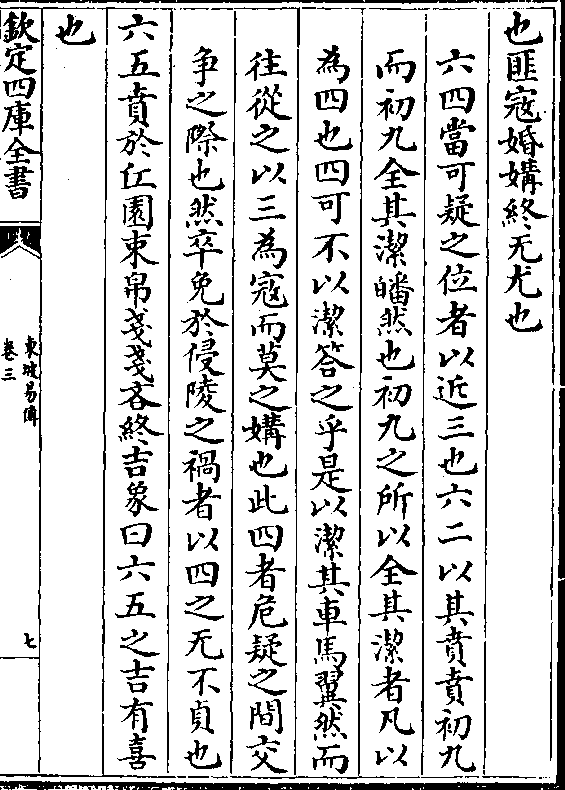 也匪寇婚媾終无尤也
六四當可疑之位者以近三也六二以其賁賁初九
而初九全其潔皤然也初九之所以全其潔者凡以
為四也四可不以潔答之乎是以潔其車馬翼然而
往從之以三為寇而莫之媾也此四者危疑之間交
争之際也然卒免於侵陵之禍者以四之无不貞也
六五賁於丘園束帛戔戔吝終吉象曰六五之吉有喜
也
欽定四庫全書
東坡易傳
卷三
七